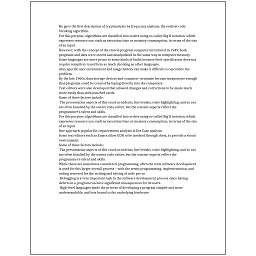 He gave the first description of cryptanalysis by frequency analysis, the earliest code-
breaking algorithm.
For this purpose, algorithms are classified into orders using so-called Big O notation, which
expresses resource use, such as execution time or memory consumption, in terms of the size
of an input.
However, with the concept of the stored-program computer introduced in 1949, both
programs and data were stored and manipulated in the same way in computer memory.
Some languages are more prone to some kinds of faults because their specification does not
require compilers to perform as much checking as other languages.
Also, specific user environment and usage history can make it difficult to reproduce the
problem.
By the late 1960s, data storage devices and computer terminals became inexpensive enough
that programs could be created by typing directly into the computers.
Text editors were also developed that allowed changes and corrections to be made much
more easily than with punched cards.
Some of these factors include:
The presentation aspects of this (such as indents, line breaks, color highlighting, and so on)
are often handled by the source code editor, but the content aspects reflect the
programmer's talent and skills.
For this purpose, algorithms are classified into orders using so-called Big O notation, which
expresses resource use, such as execution time or memory consumption, in terms of the size
of an input.
One approach popular for requirements analysis is Use Case analysis.
Some text editors such as Emacs allow GDB to be invoked through them, to provide a visual
environment.
Some of these factors include:
The presentation aspects of this (such as indents, line breaks, color highlighting, and so on)
are often handled by the source code editor, but the content aspects reflect the
programmer's talent and skills.
While these are sometimes considered programming, often the term software development
is used for this larger overall process – with the terms programming, implementation, and
coding reserved for the writing and editing of code per se.
Debugging is a very important task in the software development process since having
defects in a program can have significant consequences for its users.
High-level languages made the process of developing a program simpler and more
understandable, and less bound to the underlying hardware.